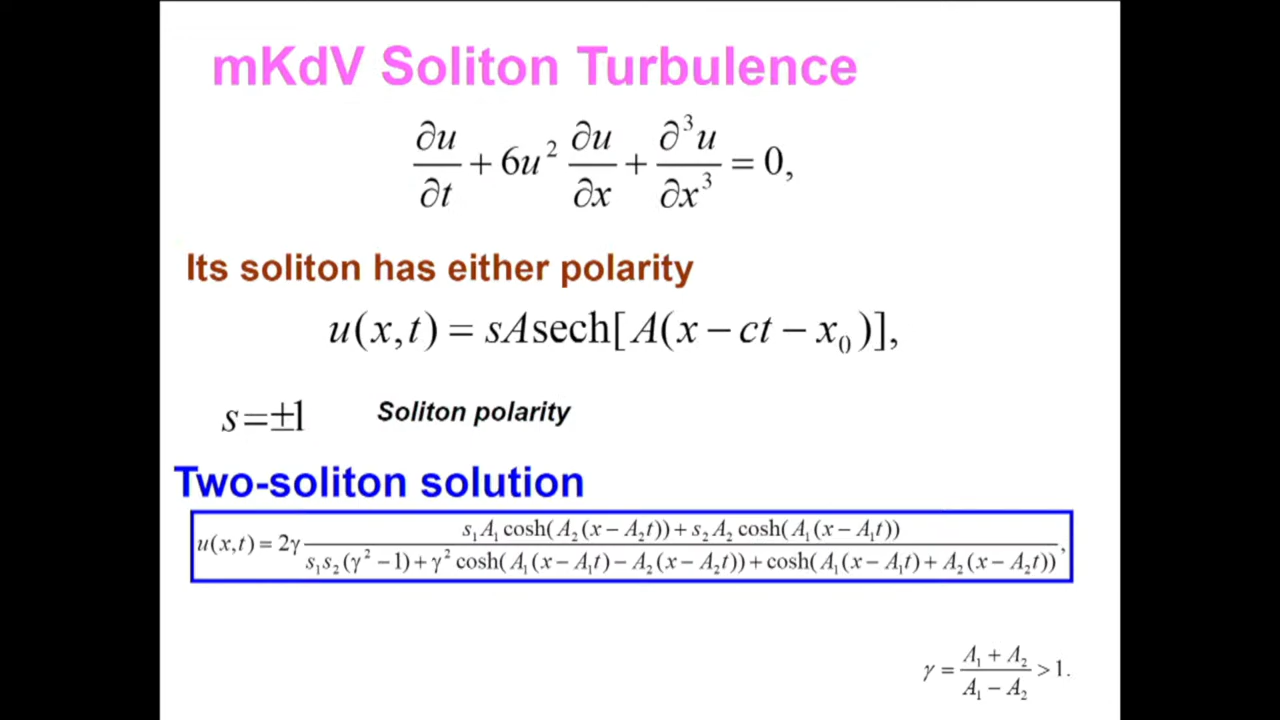 mKdV Soliton Turbulence
∂u/∂t + 6u² ∂u/∂x + ∂³u/∂x³ = 0,
Its soliton has either polarity
u(x,t) = sAsech[A(x − ct − x₀)],
s=±1 Soliton polarity
Two-soliton solution
u(x,t) = 2γ (s₁A₁ cosh(A₂(x − A₂t)) + s₂A₂ cosh(A₁(x − A₁t))) / (s₁s₂(γ² − 1) + γ² cosh(A₁(x − A₁t) − A₂(x − A₂t)) + cosh(A₁(x − A₁t) + A₂(x − A₂t))),
γ = (A₁ + A₂)/(A₁ − A₂) > 1.